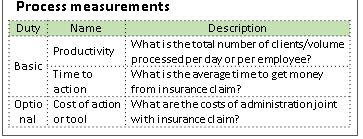 Process measurements
Duty Name Description
Basic
Productivity
What is the total number of clients/volume
processed per day or per employee?
Time to
action
What is the average time to get money
from insurance claim?
Optio
nal
Cost of action
or tool
What are the costs of administration joint
with insurance claim?